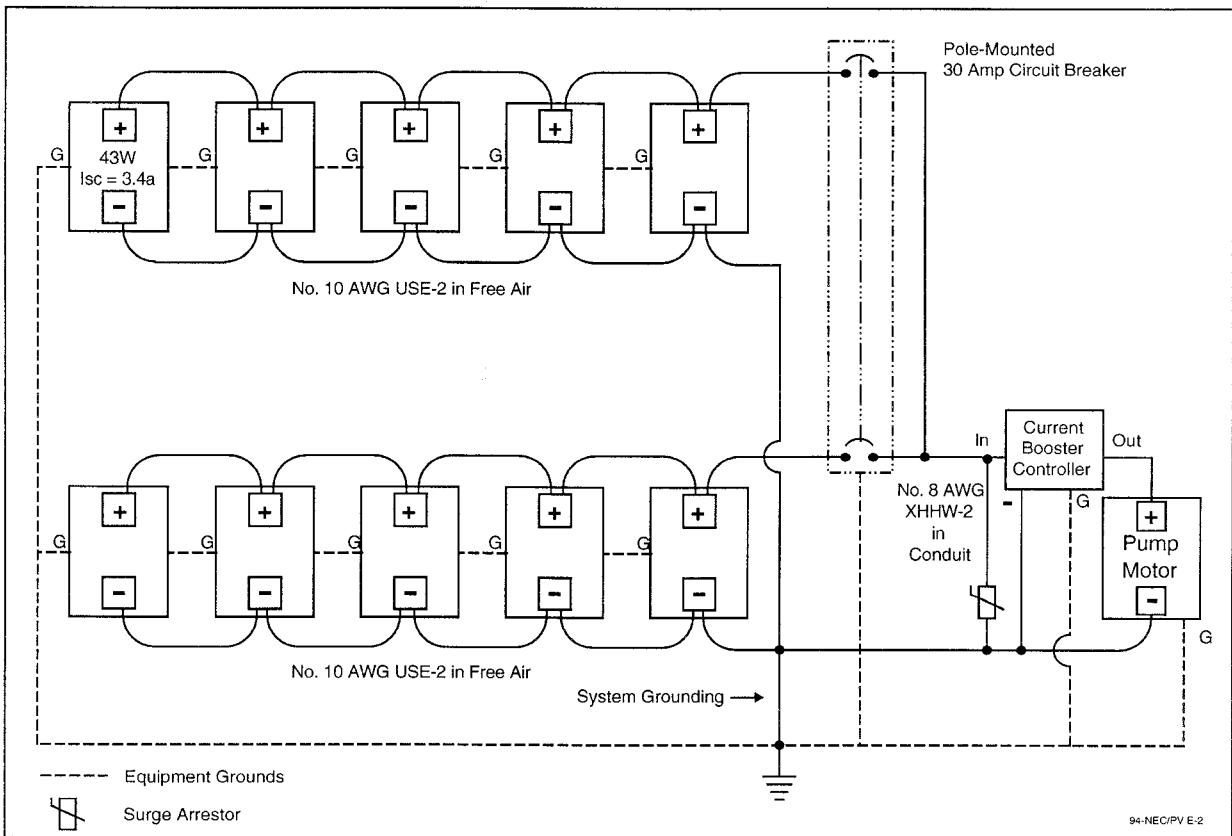 Pole-Mounted
30 Amp Circuit Breaker
+
+
+
+
+
G
G
G
G
G
43W
Isc = 3.4a
-
-
-
-
-
No. 10 AWG USE-2 in Free Air
In
Current
Booster
Controller
Out
No. 8 AWG
XHHW-2
in
Conduit
-
G
+
Pump
Motor
-
G
+
+
+
+
+
G
G
G
G
G
-
-
-
-
-
No. 10 AWG USE-2 in Free Air
System Grounding
Equipment Grounds
Surge Arrestor
94-NEC/PV E-2